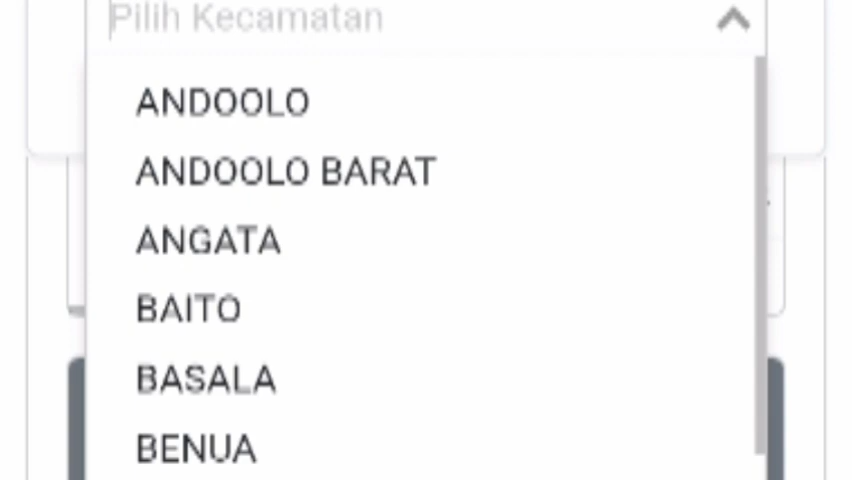 Pilih Kecamatan
ANDOOLO
ANDOOLO BARAT
ANGATA
BAITO
BASALA
BENUA